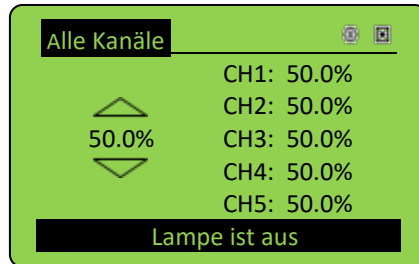 Alle Kanäle
CH1: 50.0%
CH2: 50.0%
50.0%
CH3: 50.0%
CH4: 50.0%
CH5: 50.0%
Lampe ist aus